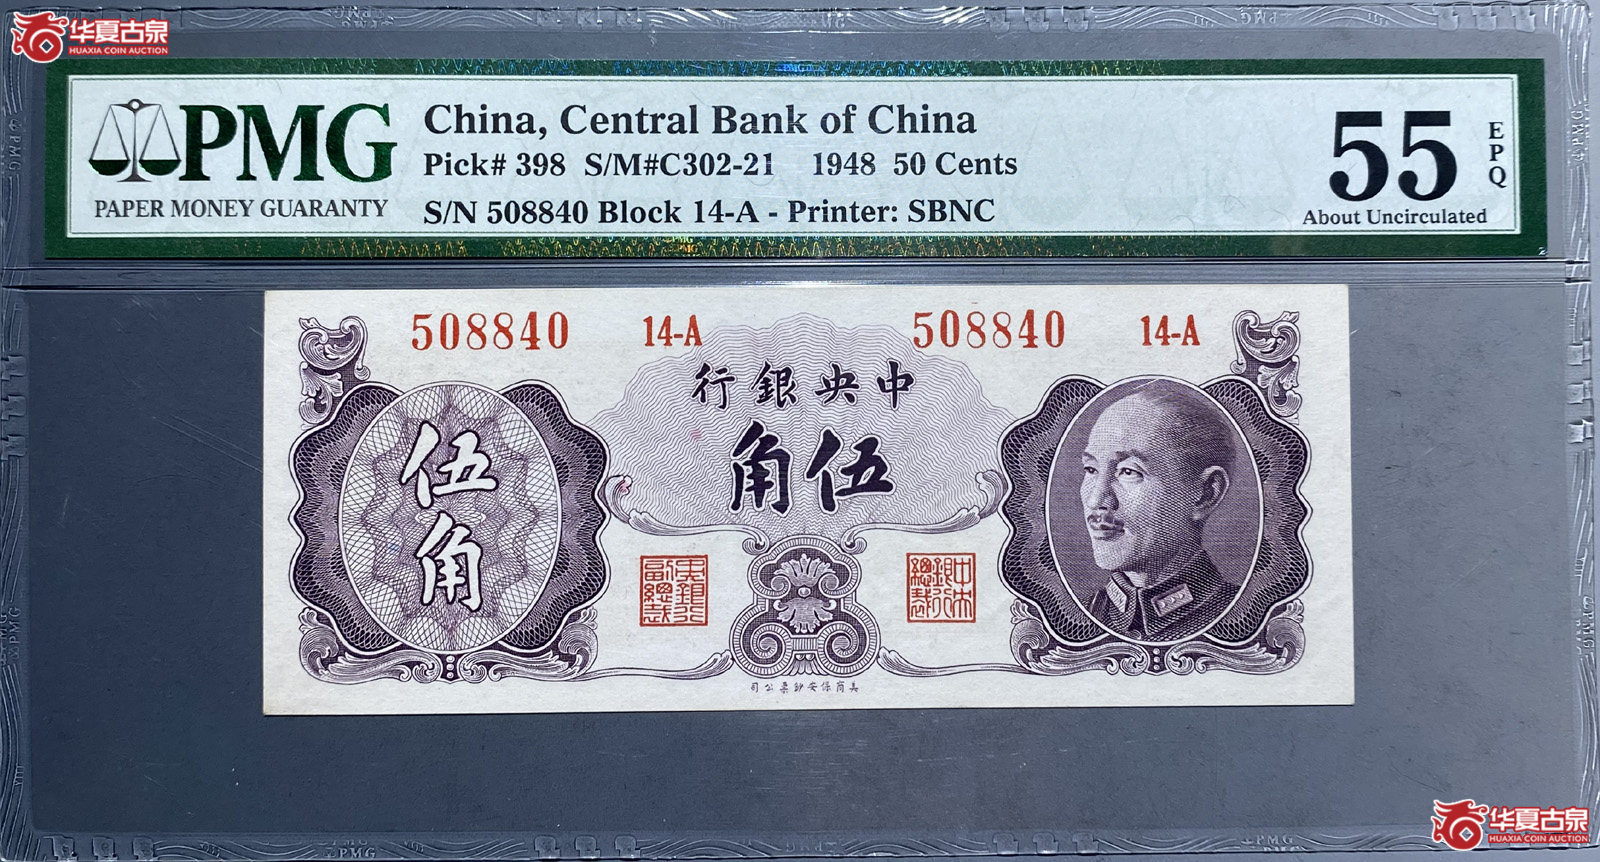 华夏古泉
HUAXIA COIN AUCTION
PMG
PAPER MONEY GUARANTY
China, Central Bank of China
Pick# 398 S/M#C302-21 1948 50 Cents
S/N 508840 Block 14-A - Printer: SBNC
55
EPQ
About Uncirculated
508840 14-A 508840 14-A
行銀央中
角伍
伍角
司公票鈔安保商美
华夏古泉
HUAXIA COIN AUCTION